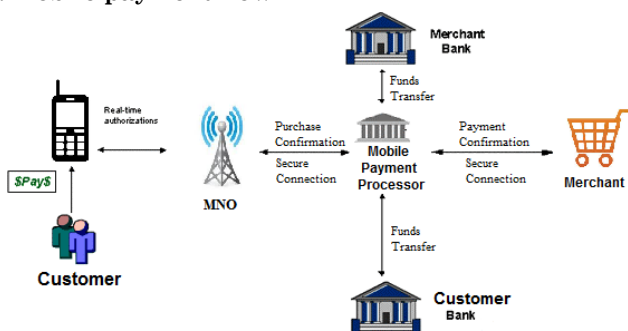 Merchant
Bank
Funds
Transfer
Real-time
authorizations
Purchase
Confirmation
Secure
Connection
Mobile
Payment
Processor
Payment
Confirmation
Secure
Connection
Merchant
$Pay$
MNO
Customer
Funds
Transfer
Customer
Bank